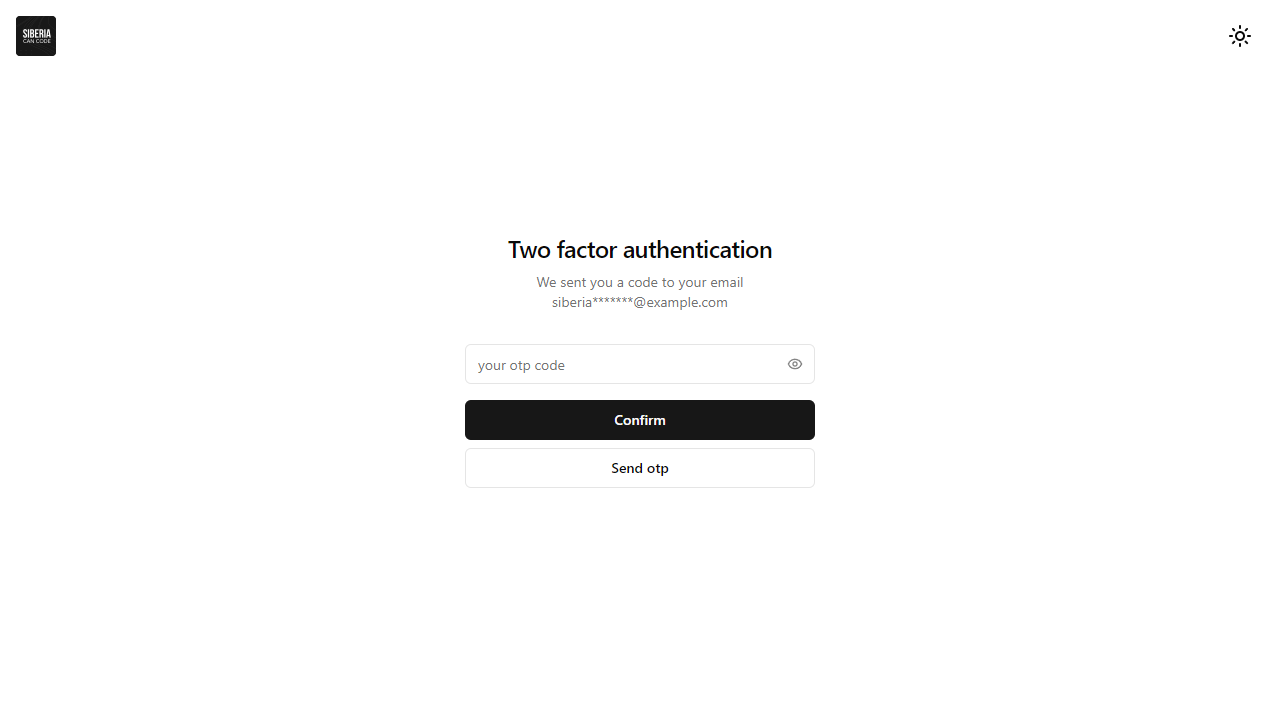 SIBERIA
CAN CODE
Two factor authentication
We sent you a code to your email
siberia*******@example.com
your otp code
Confirm
Send otp